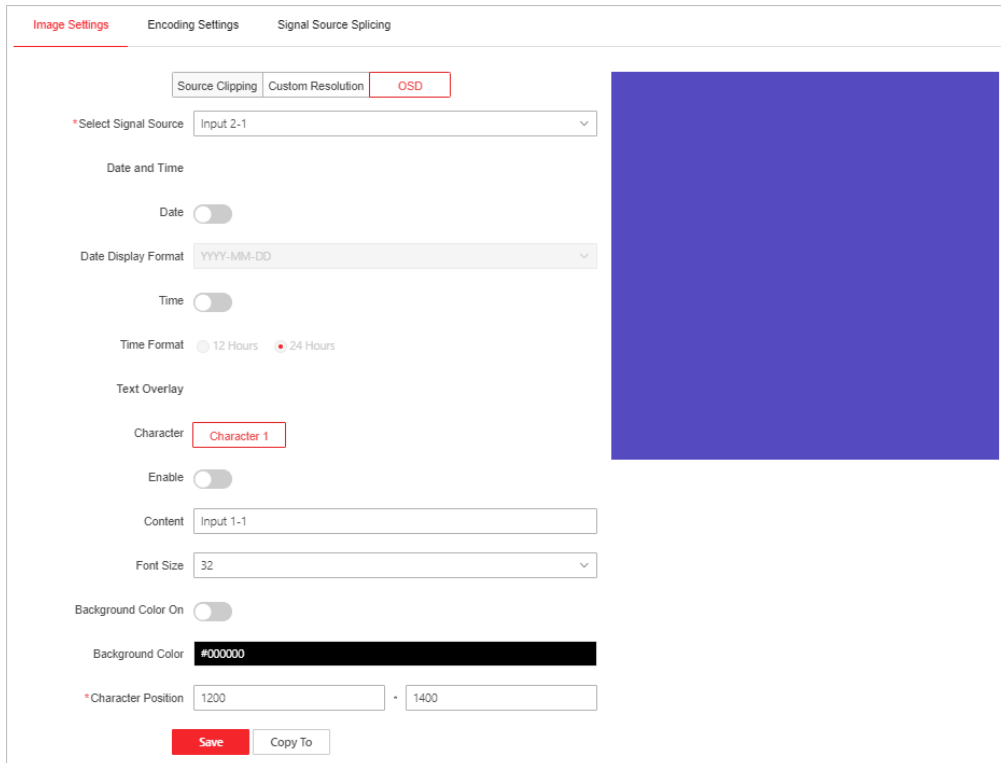 Image Settings Encoding Settings Signal Source Splicing
Source Clipping Custom Resolution OSD
*Select Signal Source Input 2-1
Date and Time
Date
Date Display Format YYYY-MM-DD
Time
Time Format 12 Hours 24 Hours
Text Overlay
Character Character 1
Enable
Content Input 1-1
Font Size 32
Background Color On
Background Color #000000
*Character Position 1200 * 1400
Save Copy To